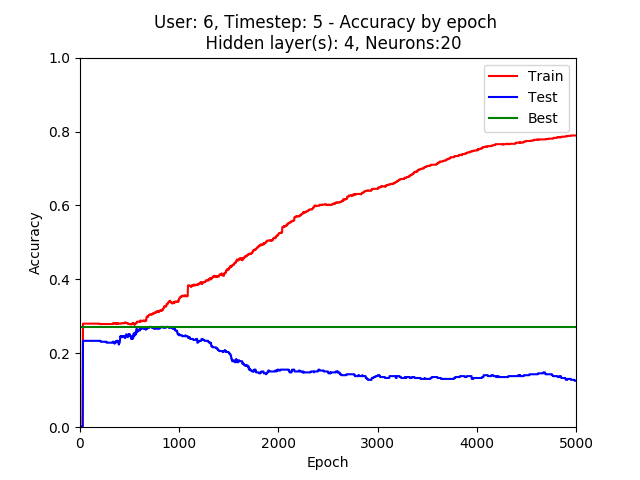 User: 6, Timestep: 5 - Accuracy by epoch
Hidden layer(s): 4, Neurons:20
1.0
0.8
0.6
0.4
0.2
0.0
Accuracy
Train
Test
Best
0 1000 2000 3000 4000 5000
Epoch